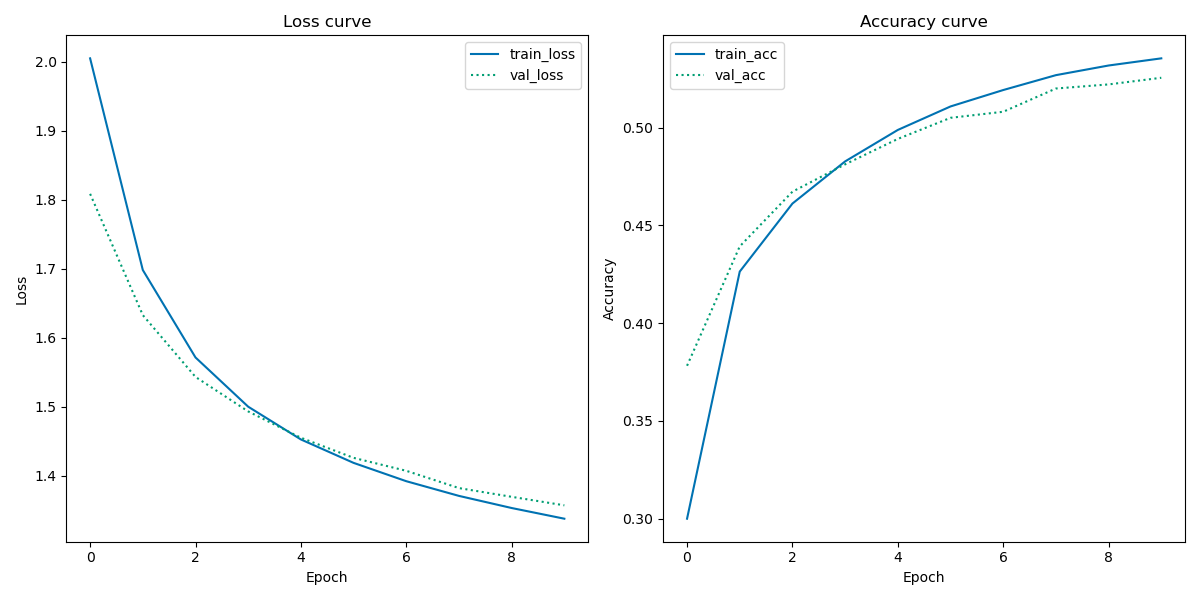 Loss curve
train_loss
val_loss
2.0
1.9
1.8
1.7
1.6
1.5
1.4
Loss
0 2 4 6 8
Epoch
Accuracy curve
train_acc
val_acc
0.50
0.45
0.40
0.35
0.30
Accuracy
0 2 4 6 8
Epoch